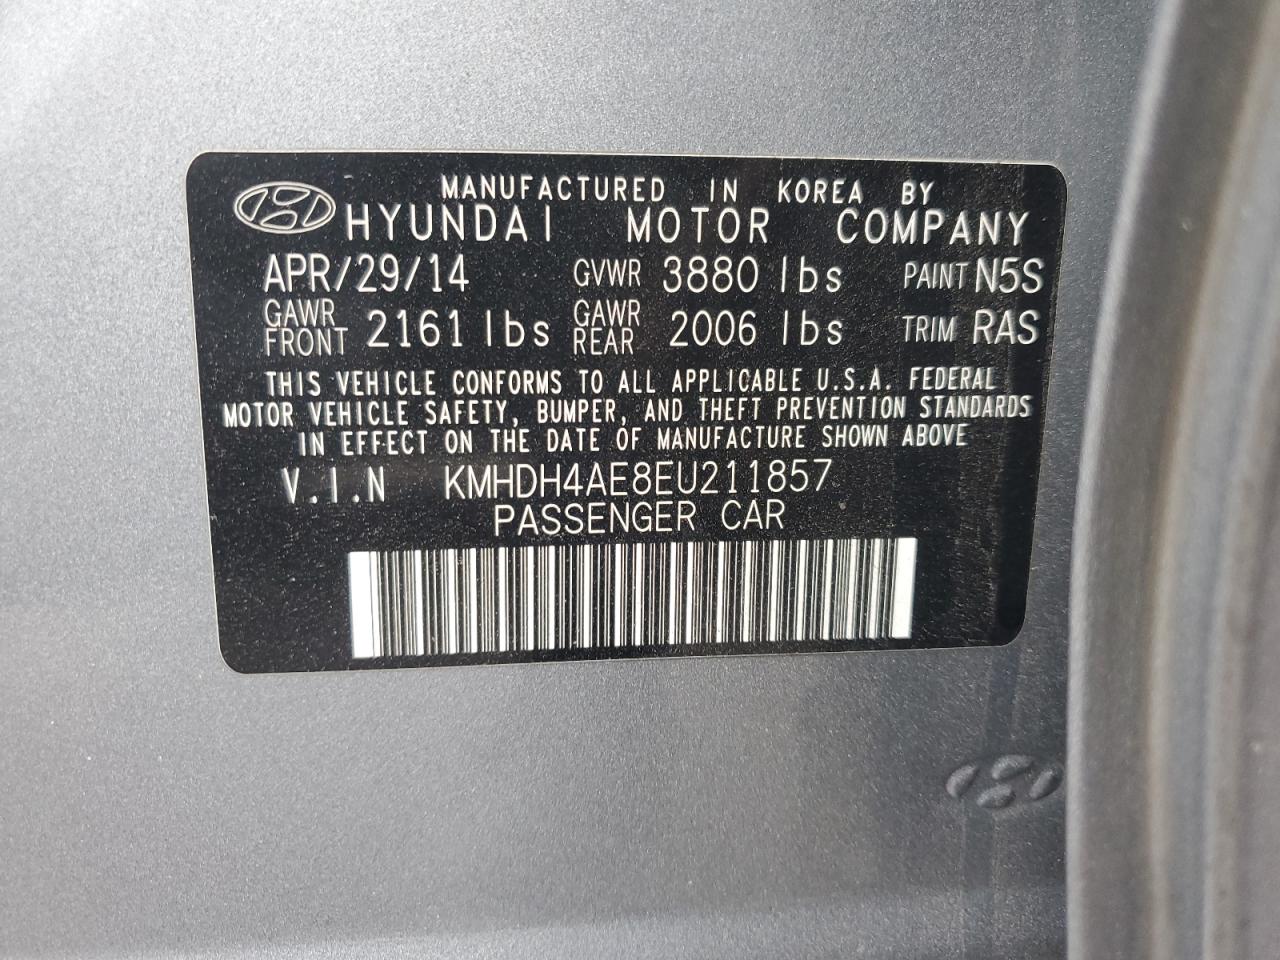 MANUFACTURED IN KOREA BY
HYUNDAI MOTOR COMPANY
APR/29/14 GVWR 3880 lbs PAINT N5S
GAWR FRONT 2161 lbs GAWR REAR 2006 lbs TRIM RAS
THIS VEHICLE CONFORMS TO ALL APPLICABLE U.S.A. FEDERAL
MOTOR VEHICLE SAFETY, BUMPER, AND THEFT PREVENTION STANDARDS
IN EFFECT ON THE DATE OF MANUFACTURE SHOWN ABOVE
V.I.N KMHDH4AE8EU211857
PASSENGER CAR